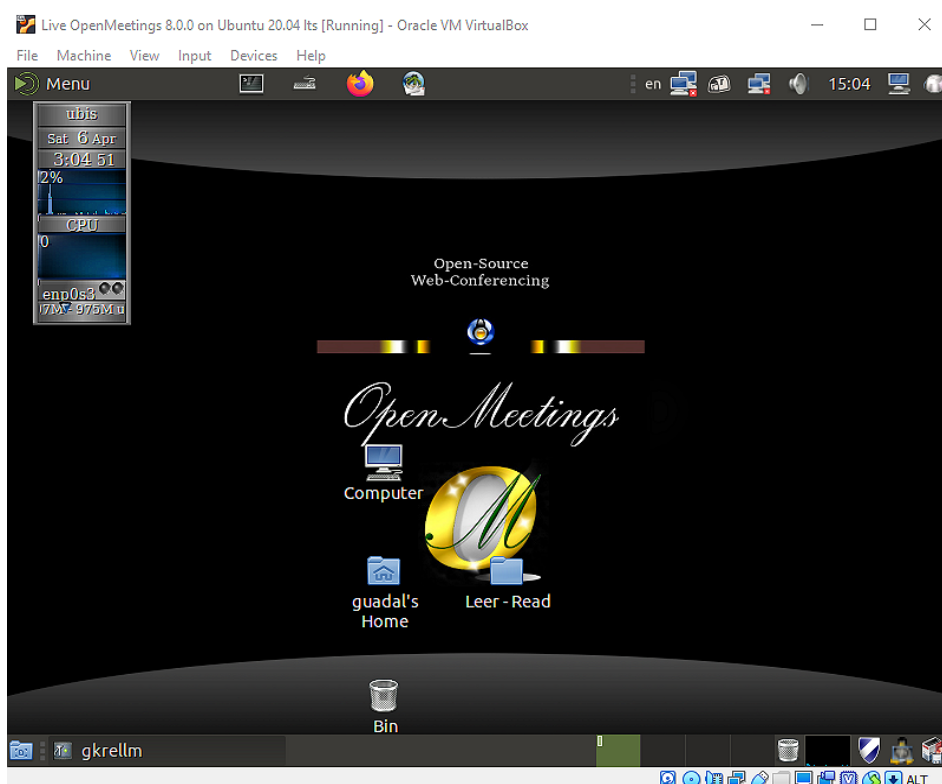 Live OpenMeetings 8.0.0 on Ubuntu 20.04 lts [Running] - Oracle VM VirtualBox
File Machine View Input Devices Help
Menu
en
15:04
ubis
Sat 6 Apr
3:04 51
2%
CPU
0
enp0s3
7M - 975M u
Open-Source
Web-Conferencing
OpenMeetings
Computer
M
guadal's
Home
Leer - Read
Bin
gkrellm
ALT